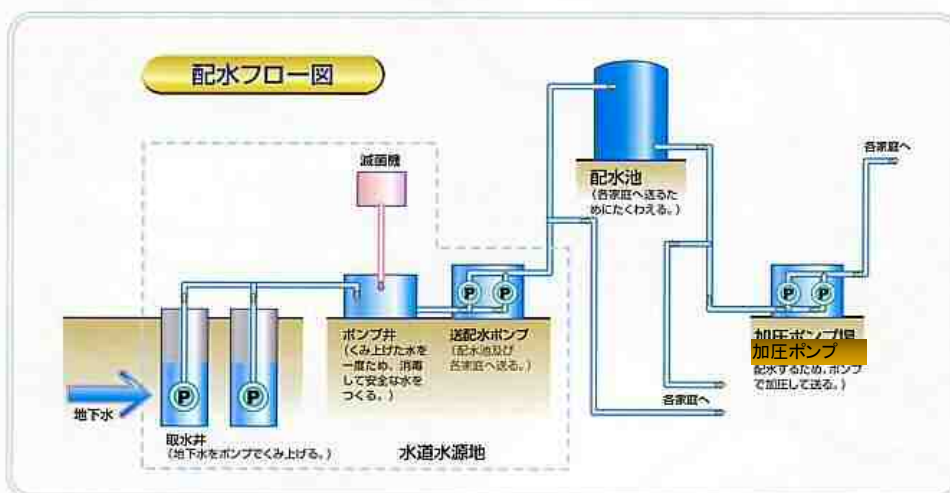 配水フロー図
滅菌機
配水池
(各家庭へ送るた
めにたくわえる。)
各家庭へ
ポンプ井
(くみ上げた水を
一度ため、消毒
して安全な水を
つくる。)
送配水ポンプ
(配水池及び
各家庭へ送る。)
加圧ポンプ場
加圧ポンプ
配水するため、ポンプ
で加圧して送る。)
地下水
各家庭へ
取水井
(地下水をポンプでくみ上げる。)
水道水源地
P
P
P
P
P
P